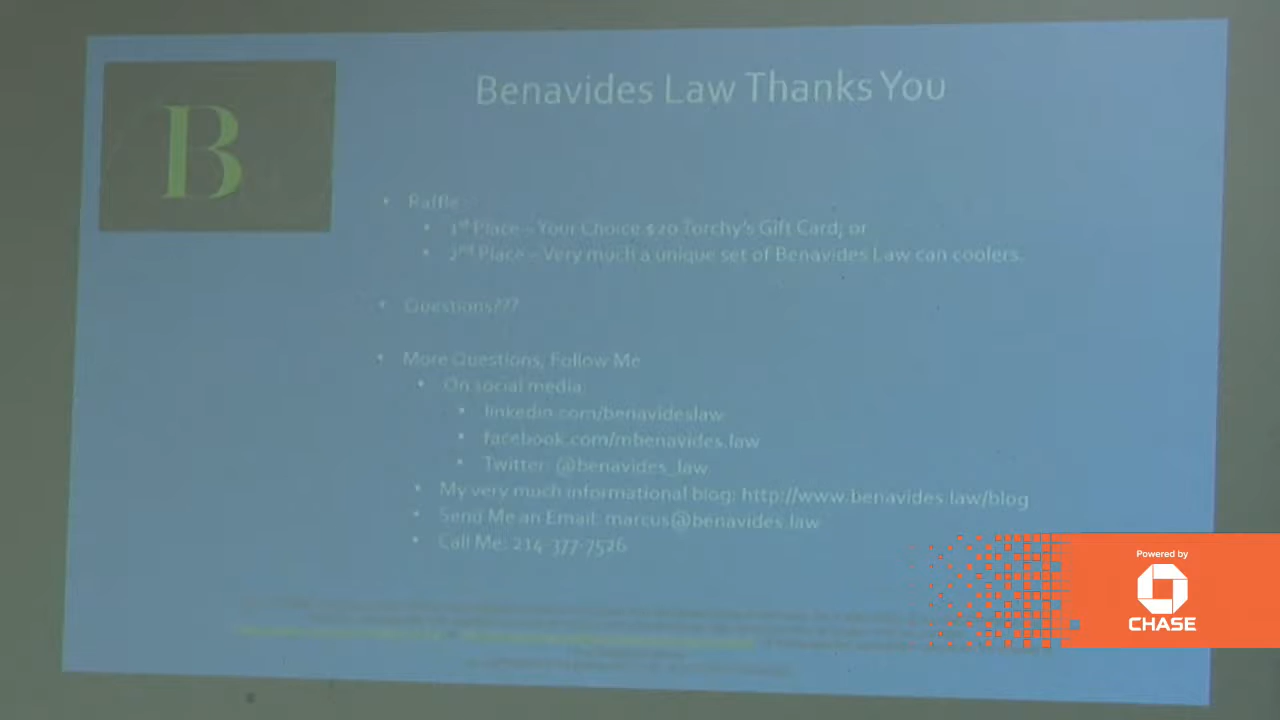 B
Benavides Law Thanks You
• Raffle -
• 1st Place – Your Choice $20 Torchy's Gift Card; or
• 2nd Place – Very much a unique set of Benavides Law can coolers.
• Questions???
• More Questions, Follow Me
• On social media:
• linkedin.com/benavideslaw
• facebook.com/mbenavides.law
• Twitter: @benavides_law
• My very much informational blog: http://www.benavides.law/blog
• Send Me an Email: marcus@benavides.law
• Call Me: 214-377-7526
Powered by
CHASE